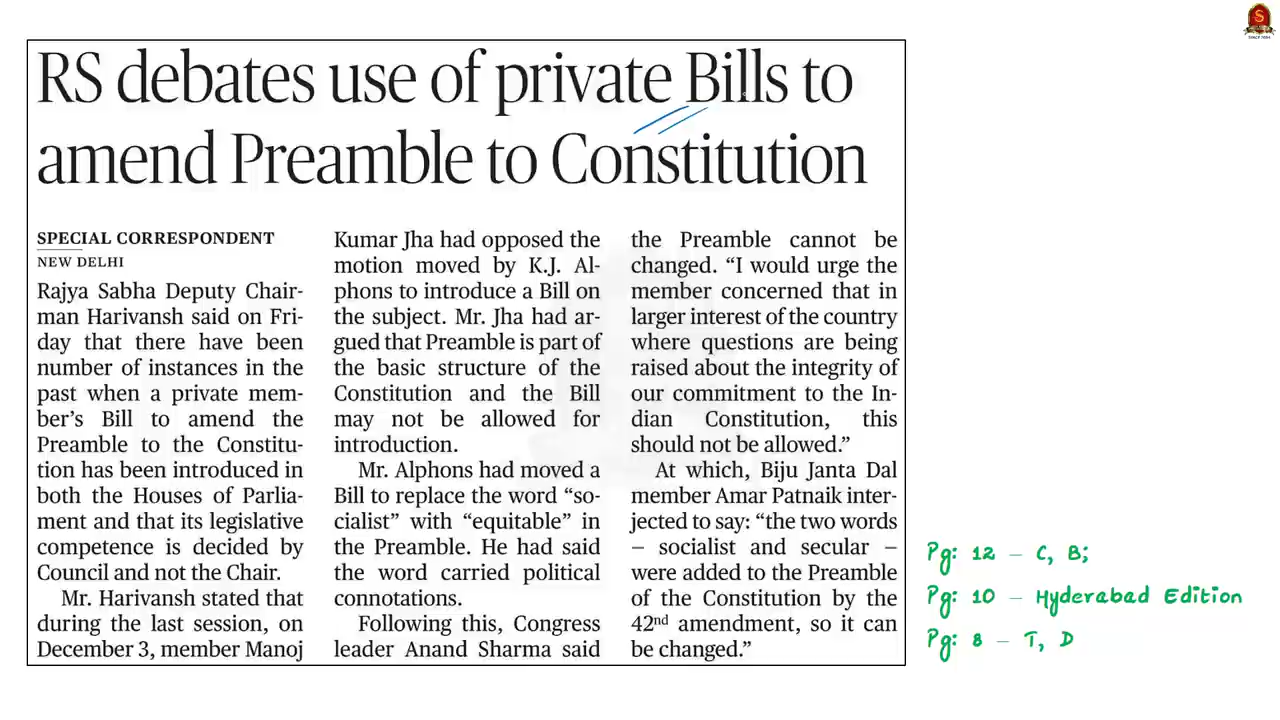 RS debates use of private Bills to
amend Preamble to Constitution
SPECIAL CORRESPONDENT
NEW DELHI
Rajya Sabha Deputy Chair-
man Harivansh said on Fri-
day that there have been
number of instances in the
past when a private mem-
ber's Bill to amend the
Preamble to the Constitu-
tion has been introduced in
both the Houses of Parlia-
ment and that its legislative
competence is decided by
Council and not the Chair.
Mr. Harivansh stated that
during the last session, on
December 3, member Manoj
Kumar Jha had opposed the
motion moved by K.J. Al-
phons to introduce a Bill on
the subject. Mr. Jha had ar-
gued that Preamble is part of
the basic structure of the
Constitution and the Bill
may not be allowed for
introduction.
Mr. Alphons had moved a
Bill to replace the word “so-
cialist” with “equitable” in
the Preamble. He had said
the word carried political
connotations.
Following this, Congress
leader Anand Sharma said
the Preamble cannot be
changed. “I would urge the
member concerned that in
larger interest of the country
where questions are being
raised about the integrity of
our commitment to the In-
dian Constitution, this
should not be allowed.”
At which, Biju Janta Dal
member Amar Patnaik inter-
jected to say: “the two words
– socialist and secular –
were added to the Preamble
of the Constitution by the
42nd amendment, so it can
be changed.”
Pg: 12 – C, B;
Pg: 10 – Hyderabad Edition
Pg: 8 – T, D